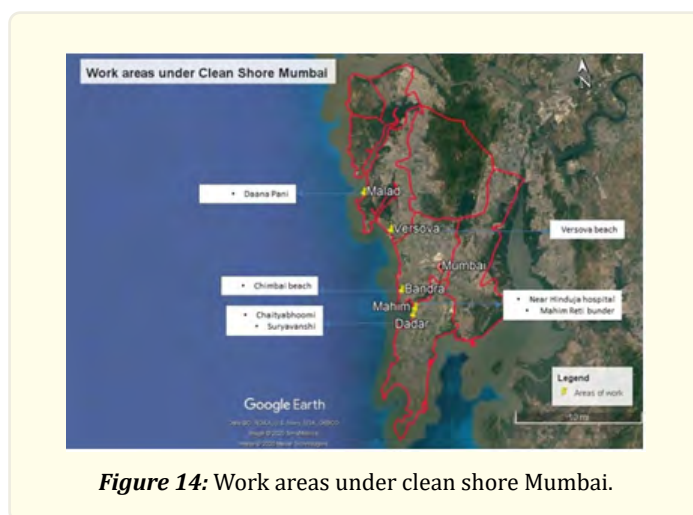 Work areas under Clean Shore Mumbai
N
• Daana Pani
Malad
Versova
Versova beach
Mumbai
• Chimbai beach
Bandra
Mahim
• Chaityabhoomi
• Suryavanshi
Dadar
• Near Hinduja hospital
• Mahim Reti bunder
Legend
Areas of work
Google Earth
Figure 14: Work areas under clean shore Mumbai.